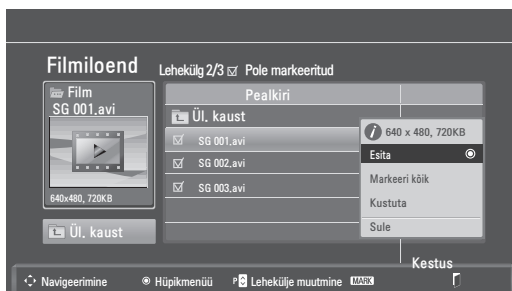 Filmiloend
Lehekülg 2/3 Pole markeeritud
Film
SG 001.avi
640x480, 720KB
Ül. kaust
Pealkiri
Ül. kaust
SG 001.avi
SG 002.avi
SG 003.avi
640 x 480, 720KB
Esita
Markeeri kõik
Kustuta
Sule
Kestus
Navigeerimine Hüpikmenüü P Lehekülje muutmine MARK